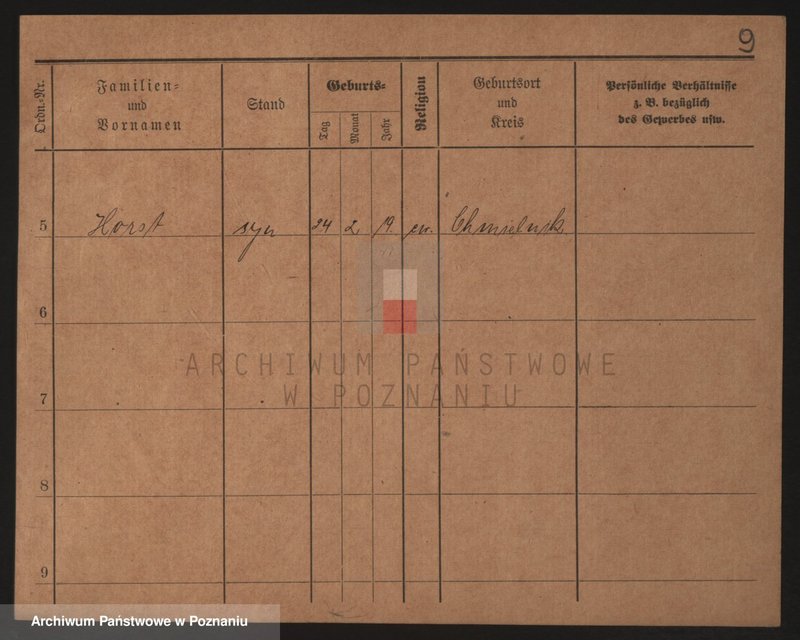 9
Ordn.=Nr.
Familien=
und
Vornamen
Stand
Geburts=
Tag
Monat
Jahr
Religion
Geburtsort
und
Kreis
Persönliche Verhältnisse
z. B. bezüglich
des Gewerbes usw.
5 Horst syn 24 2 19. ew. Chmielnik
6
7
8
9
ARCHIWUM PAŃSTWOWE
W POZNANIU
Archiwum Państwowe w Poznaniu